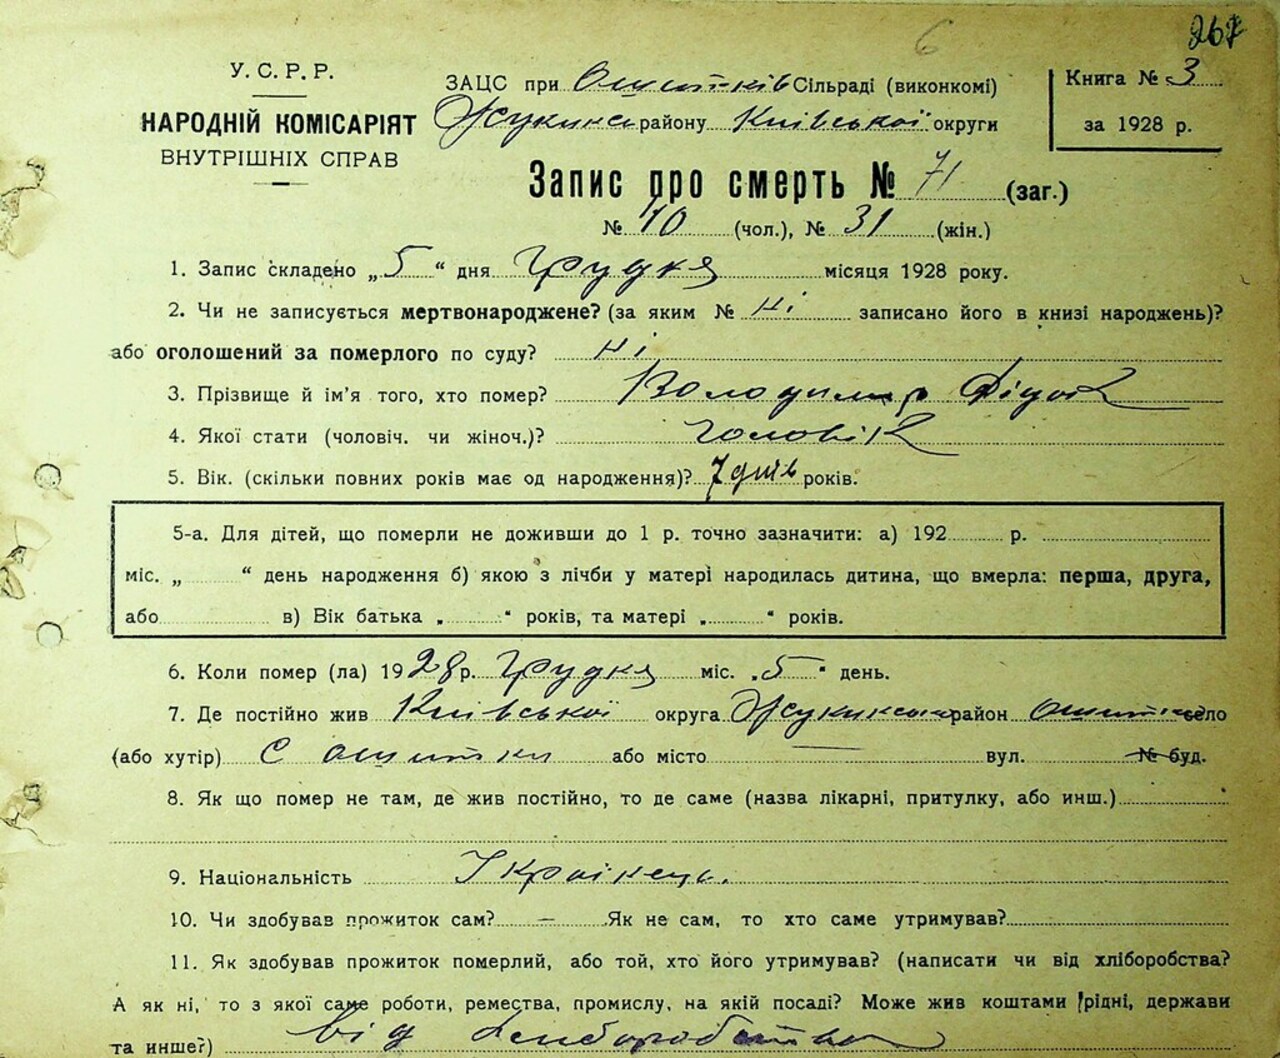 6
267
У.С.Р.Р.
НАРОДНІЙ КОМІСАРІЯТ
ВНУТРІШНІХ СПРАВ
ЗАЦС при Ошитків Сільраді (виконкомі)
Жукинс району Київської округи
Книга № 3
за 1928 р.
Запис про смерть № 71 (заг.)
№ 40 (чол.), № 31 (жін.)
1. Запис складено „ 5 “ дня Грудня місяця 1928 року.
2. Чи не записується мертвонароджене? (за яким № ні записано його в книзі народжень)?
або оголошений за померлого по суду? ні
3. Прізвище й ім’я того, хто помер? Володимир Дідок
4. Якої стати (чоловіч. чи жіноч.)? чоловік
5. Вік. (скільки повних років має од народження)? 7 днів років.
5-а. Для дітей, що померли не доживши до 1 р. точно зазначити: а) 192 р.
міс. „ “ день народження б) якою з лічби у матері народилась дитина, що вмерла: перша, друга,
або в) Вік батька „ “ років, та матері „ “ років.
6. Коли помер (ла) 1928 р. Грудня міс. „ 5 “ день.
7. Де постійно жив Київської округа Жукинський район село
(або хутір) с Ошитки або місто — вул. № буд.
8. Як що помер не там, де жив постійно, то де саме (назва лікарні, притулку, або инш.)
9. Національність Українець.
10. Чи здобував прожиток сам? — Як не сам, то хто саме утримував?
11. Як здобував прожиток померлий, або той, хто його утримував? (написати чи від хліборобства?
А як ні, то з якої саме роботи, ремества, промислу, на якій посаді? Може жив коштами рідні, держави
та инше?) від хліборобства